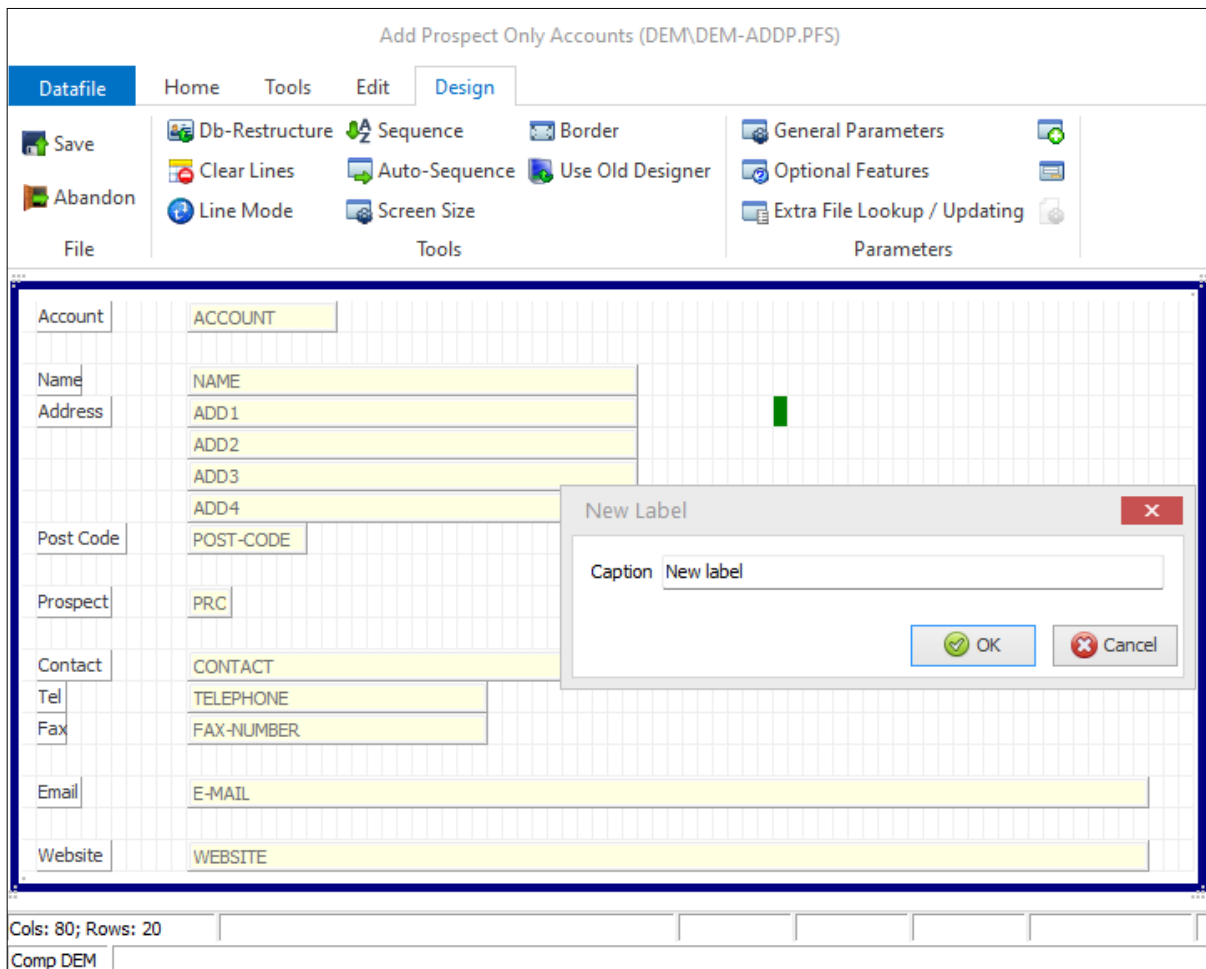 Add Prospect Only Accounts (DEM\DEM-ADDP.PFS)
Datafile Home Tools Edit Design
Save Db-Restructure Sequence Border General Parameters
Clear Lines Auto-Sequence Use Old Designer Optional Features
Abandon Line Mode Screen Size Extra File Lookup / Updating
File Tools Parameters
Account ACCOUNT
Name NAME
Address ADD1
ADD2
ADD3
ADD4
Post Code POST-CODE
Prospect PRC
Contact CONTACT
Tel TELEPHONE
Fax FAX-NUMBER
Email E-MAIL
Website WEBSITE
New Label
Caption New label
OK Cancel
Cols: 80; Rows: 20
Comp DEM